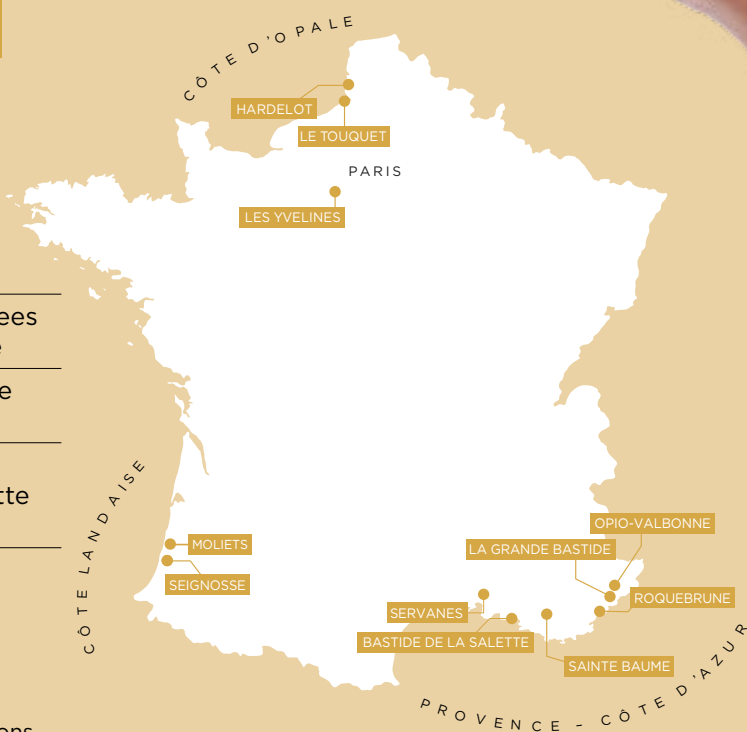 CÔTE D'OPALE
HARDELOT
LE TOUQUET
PARIS
LES YVELINES
CÔTE LANDAISE
MOLIETS
SEIGNOSSE
OPIO-VALBONNE
LA GRANDE BASTIDE
ROQUEBRUNE
SERVANES
BASTIDE DE LA SALETTE
SAINTE BAUME
PROVENCE – CÔTE D'AZUR